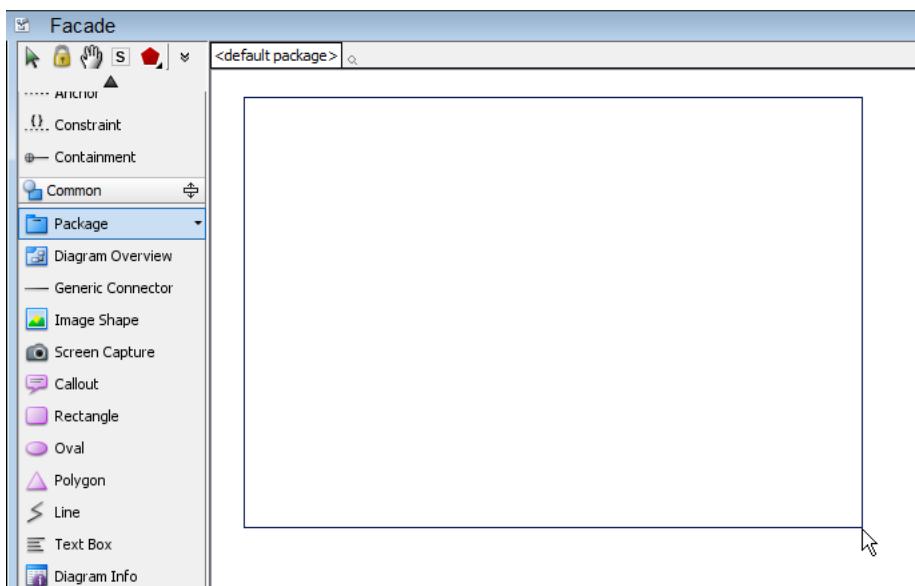 Facade
S
<default package>
Anchor
Constraint
Containment
Common
Package
Diagram Overview
Generic Connector
Image Shape
Screen Capture
Callout
Rectangle
Oval
Polygon
Line
Text Box
Diagram Info